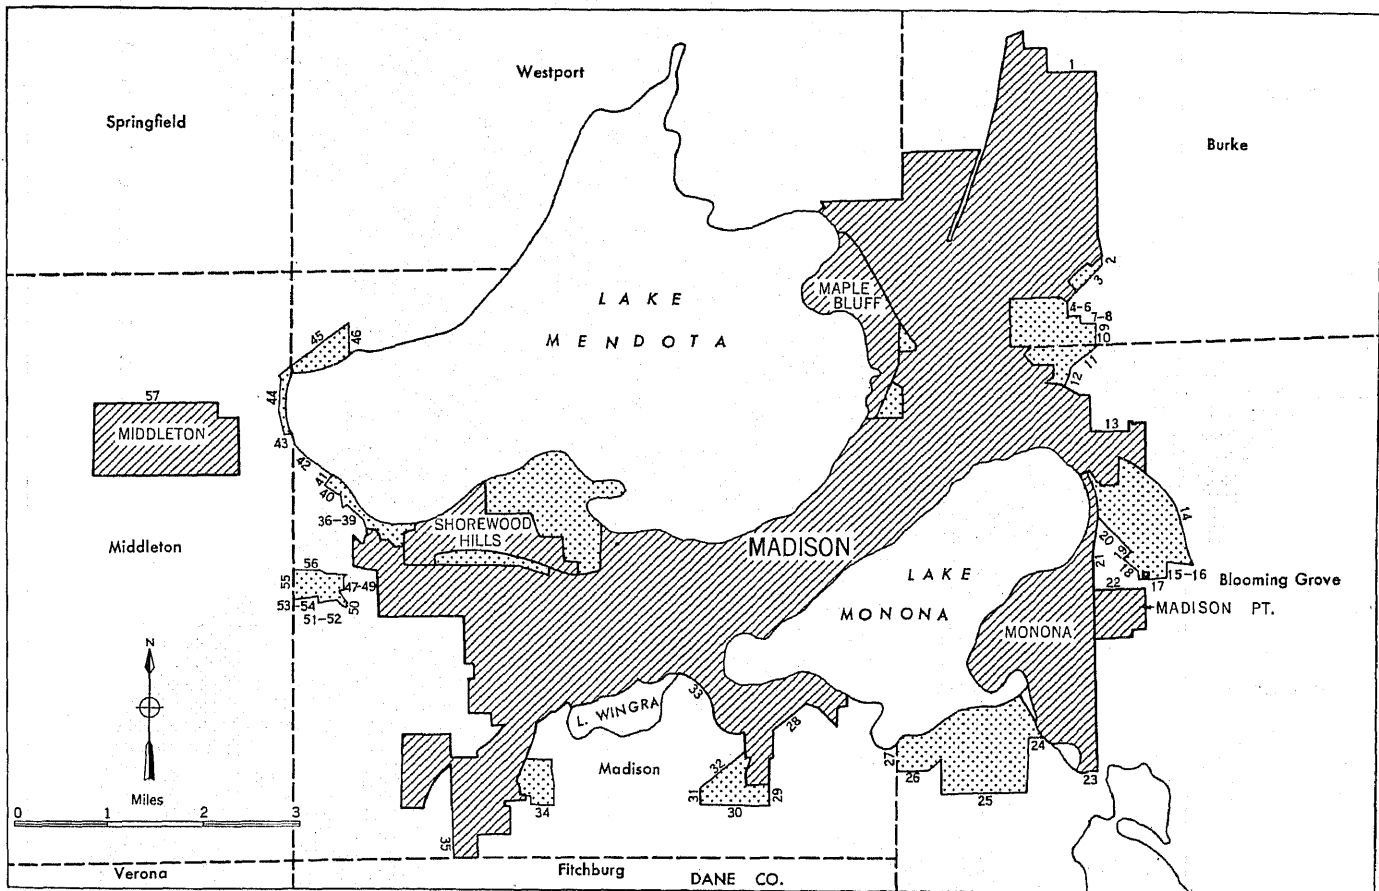 Westport
1
Springfield
Burke
2
3
LAKE
MAPLE
BLUFF
4-6
7-8
9
10
MENDOTA
45
46
11
12
44
57
MIDDLETON
13
43
42
41
40
36-39
SHOREWOOD
HILLS
14
Middleton
MADISON
20
19
18
21
LAKE
15-16
17
Blooming Grove
56
55
47-49
50
53-54
51-52
22
MADISON PT.
MONONA
MONONA
N
L. WINGRA
33
28
24
27
26
23
Madison
32
31
29
30
25
34
35
Miles
0
1
2
3
Verona
Fitchburg
DANE CO.